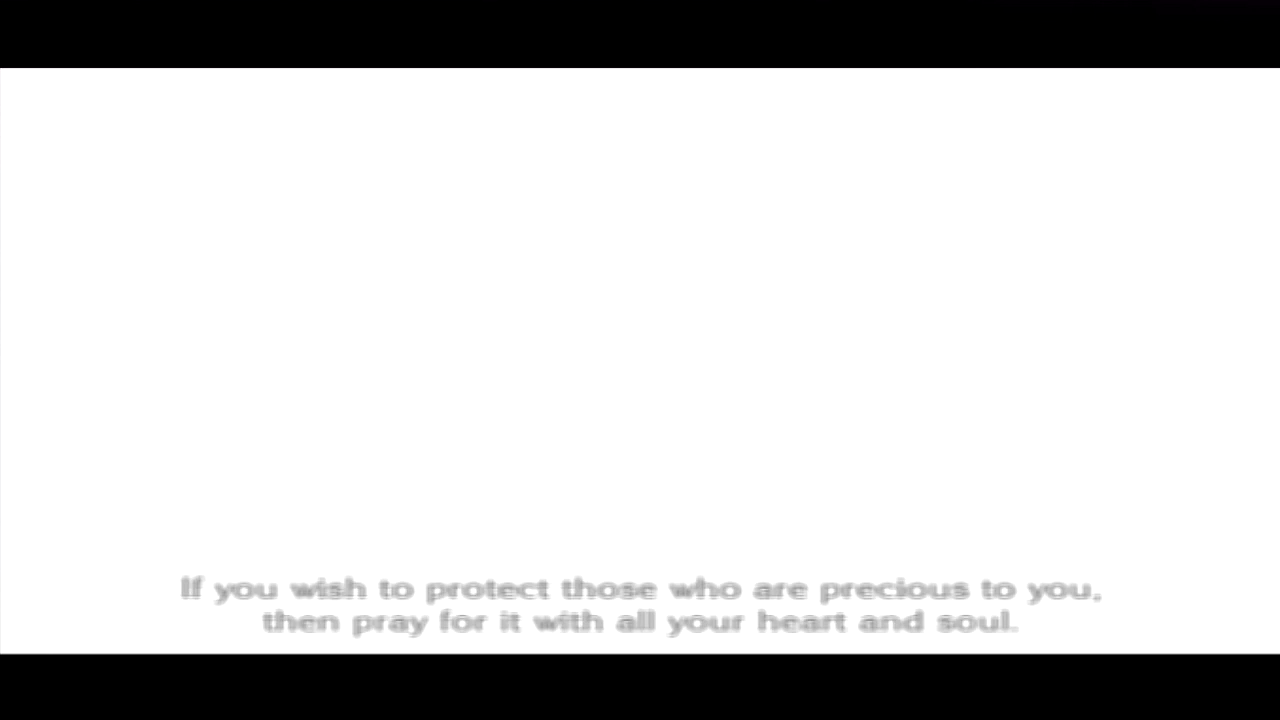 If you wish to protect those who are precious to you,
then pray for it with all your heart and soul.